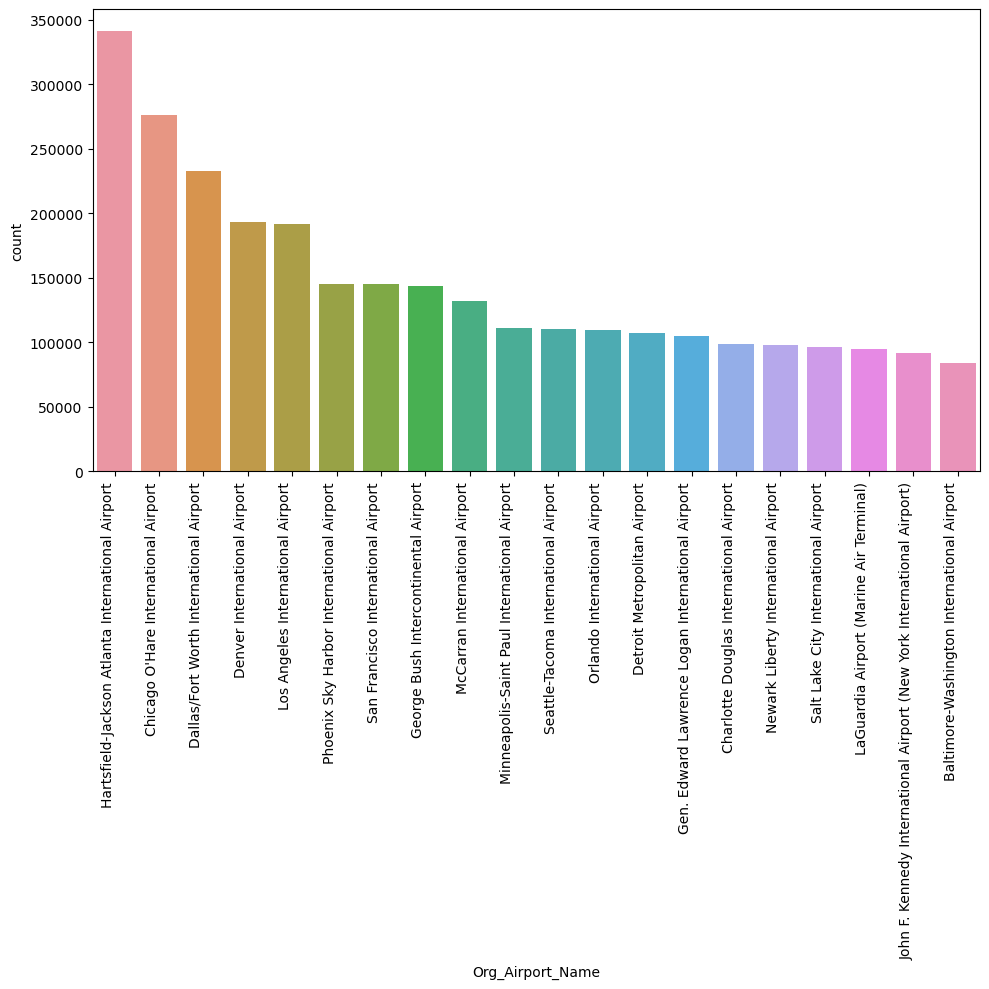 350000
300000
250000
200000
150000
100000
50000
0
count
Hartsfield-Jackson Atlanta International Airport
Chicago O'Hare International Airport
Dallas/Fort Worth International Airport
Denver International Airport
Los Angeles International Airport
Phoenix Sky Harbor International Airport
San Francisco International Airport
George Bush Intercontinental Airport
McCarran International Airport
Minneapolis-Saint Paul International Airport
Seattle-Tacoma International Airport
Orlando International Airport
Detroit Metropolitan Airport
Gen. Edward Lawrence Logan International Airport
Charlotte Douglas International Airport
Newark Liberty International Airport
Salt Lake City International Airport
LaGuardia Airport (Marine Air Terminal)
John F. Kennedy International Airport (New York International Airport)
Baltimore-Washington International Airport
Org_Airport_Name